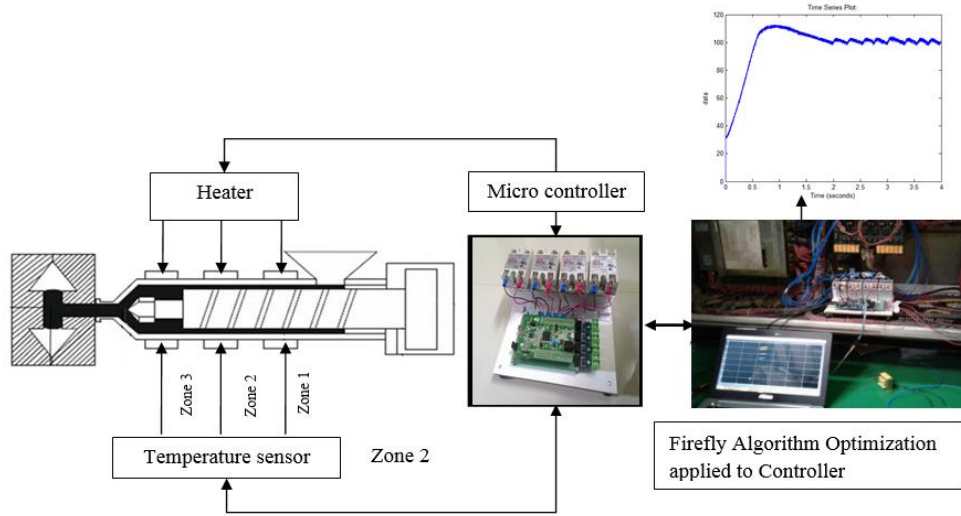 Time Series Plot:
120
100
80
60
40
20
0
data
0
0.5
1
1.5
2
2.5
3
3.5
4
Time (seconds)
Heater
Micro controller
Zone 3
Zone 2
Zone 1
Temperature sensor
Zone 2
Firefly Algorithm Optimization
applied to Controller